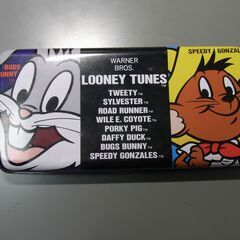 BUGS
BUNNY
WARNER
BROS.
LOONEY TUNES
TWEETY
SYLVESTER
ROAD RUNNER
WILE E. COYOTE
PORKY PIG
DAFFY DUCK
BUGS BUNNY
SPEEDY GONZALES
SPEEDY GONZALES